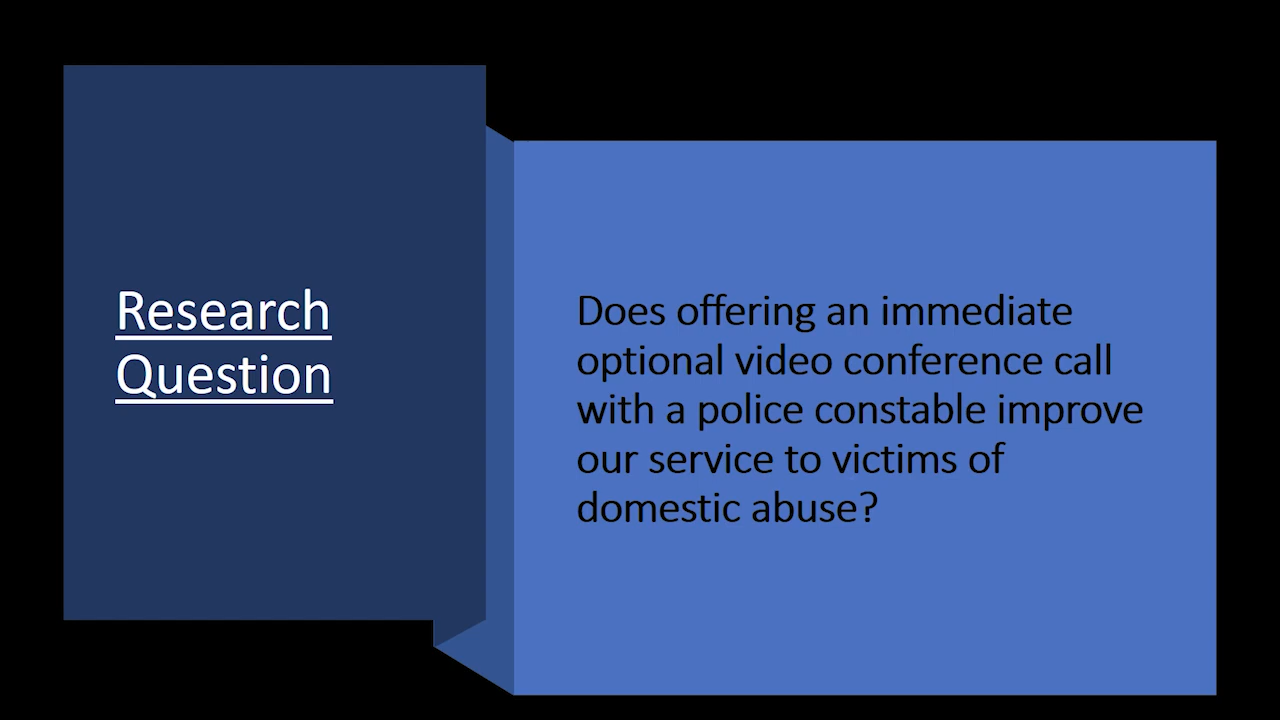 Research
Question
Does offering an immediate
optional video conference call
with a police constable improve
our service to victims of
domestic abuse?